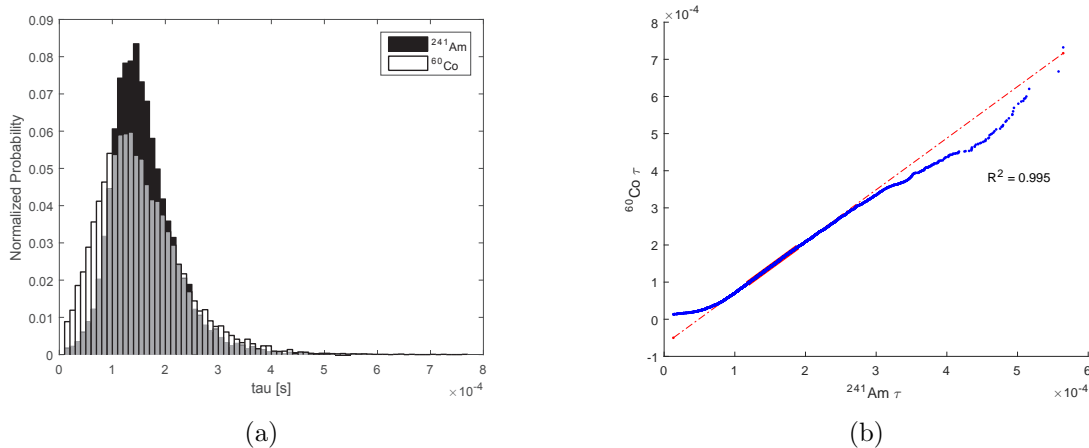 0.09
0.08
0.07
0.06
0.05
0.04
0.03
0.02
0.01
0
Normalized Probability
²⁴¹Am
⁶⁰Co
0 1 2 3 4 5 6 7 8
tau [s]
×10⁻⁴
(a)
×10⁻⁴
8
7
6
5
4
3
2
1
0
-1
⁶⁰Co τ
R² = 0.995
0 1 2 3 4 5 6
²⁴¹Am τ
×10⁻⁴
(b)